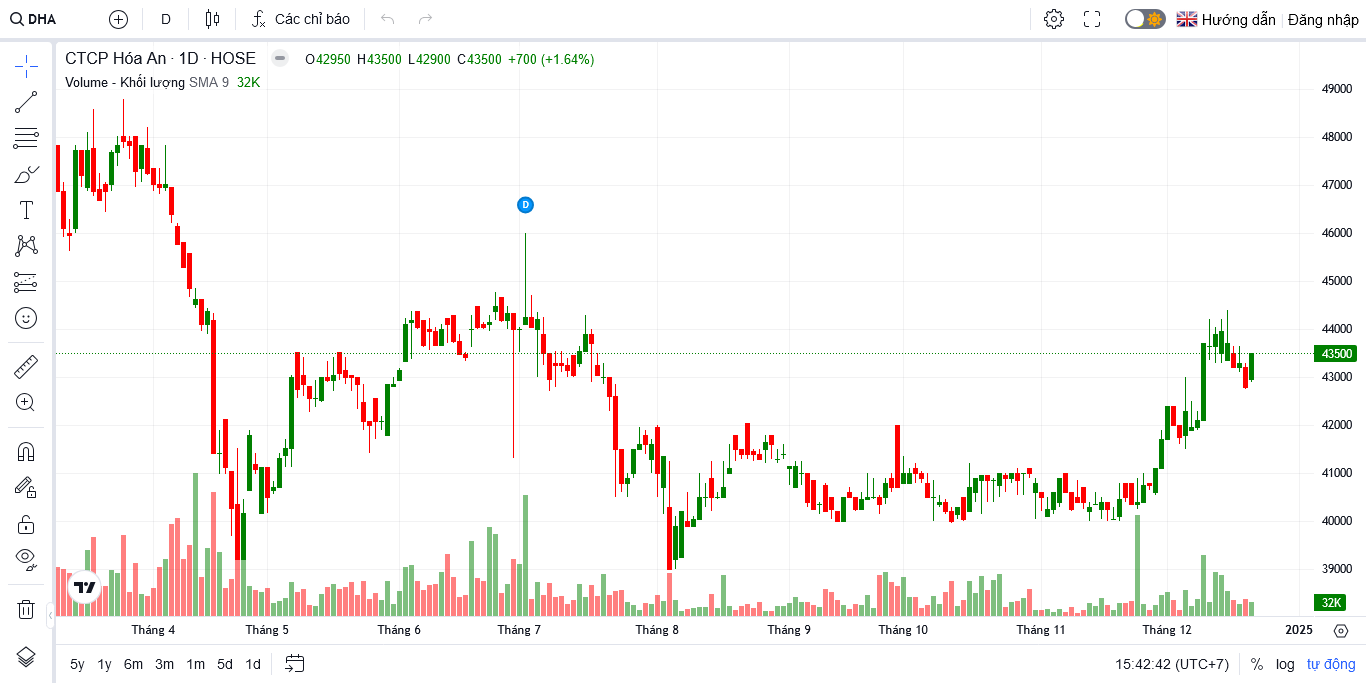 DHA D Các chỉ báo Hướng dẫn Đăng nhập
CTCP Hóa An · 1D · HOSE O42950 H43500 L42900 C43500 +700 (+1.64%)
Volume - Khối lượng SMA 9 32K
49000
48000
47000
D
46000
45000
44000
43500
43000
42000
41000
40000
39000
32K
Tháng 4 Tháng 5 Tháng 6 Tháng 7 Tháng 8 Tháng 9 Tháng 10 Tháng 11 Tháng 12 2025
5y 1y 6m 3m 1m 5d 1d 15:42:42 (UTC+7) % log tự động